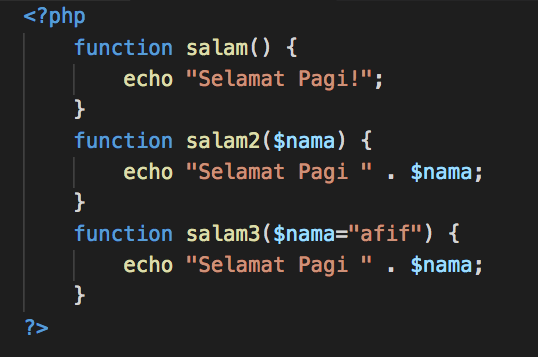 <?php
    function salam() {
        echo "Selamat Pagi!";
    }
    function salam2($nama) {
        echo "Selamat Pagi " . $nama;
    }
    function salam3($nama="afif") {
        echo "Selamat Pagi " . $nama;
    }
?>